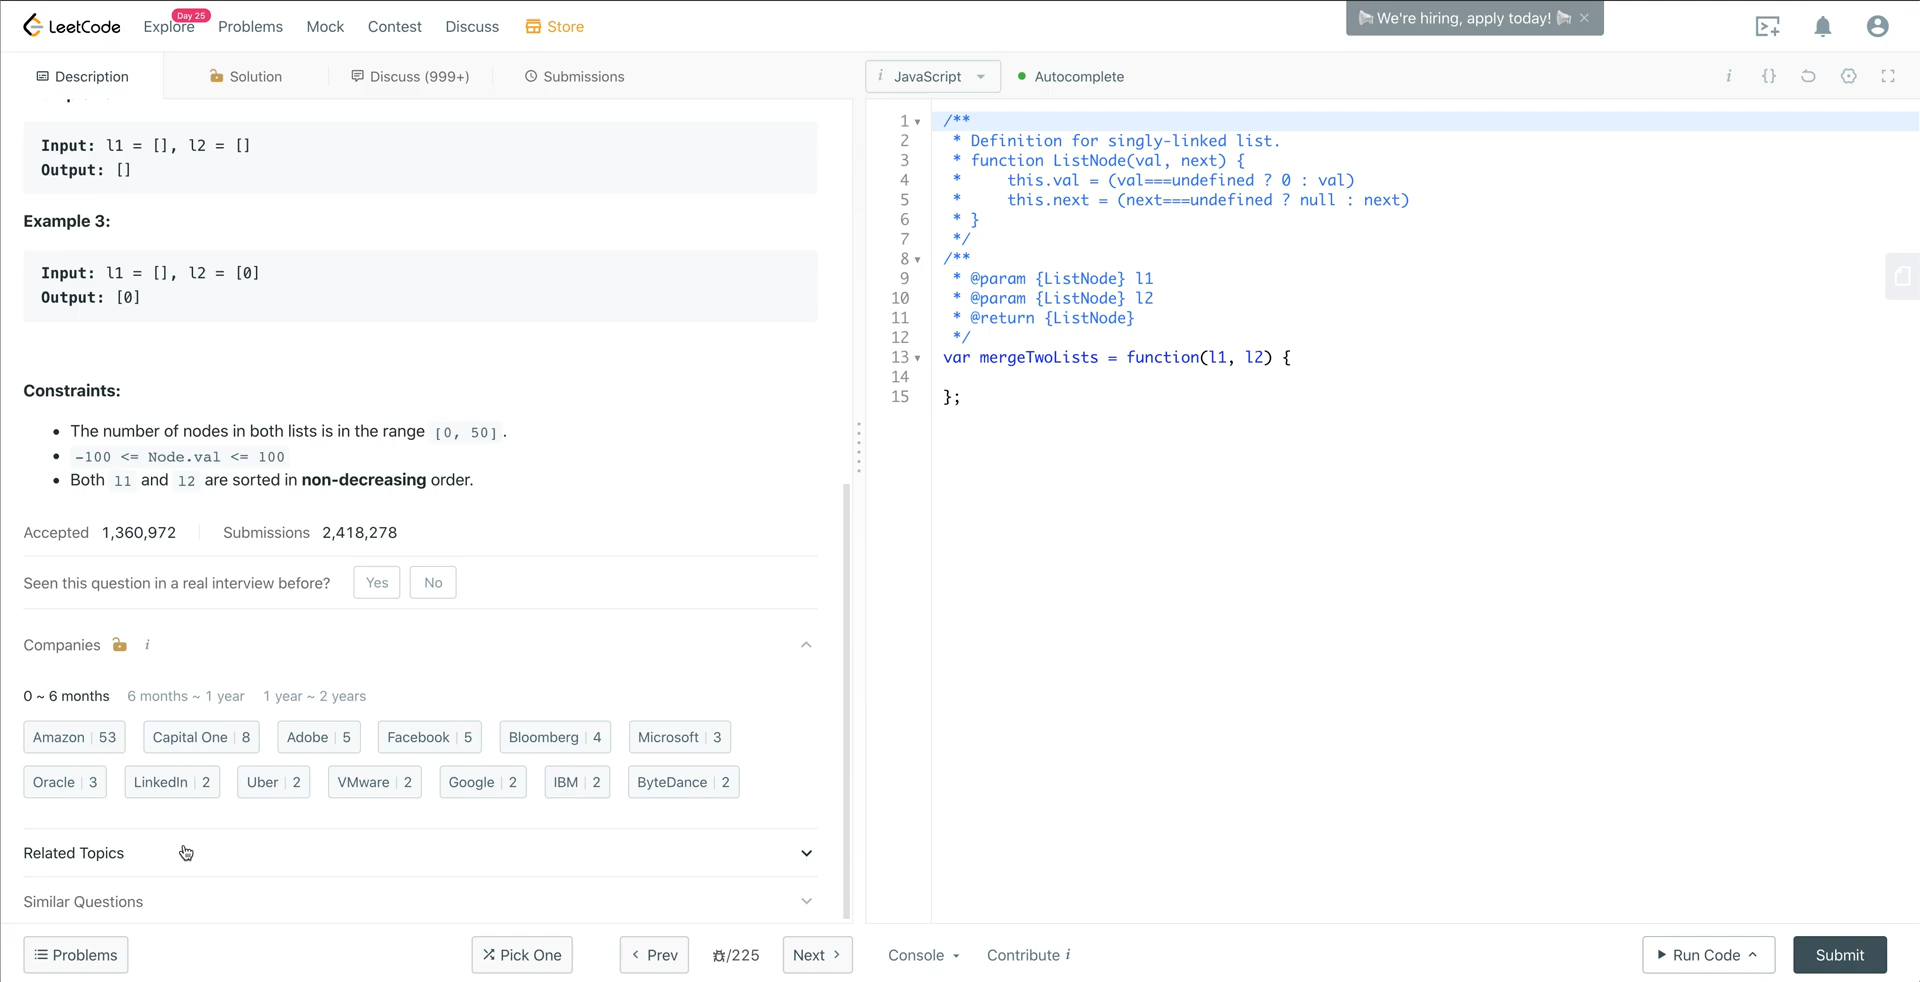 LeetCode
Explore
Day 25
Problems
Mock
Contest
Discuss
Store
We're hiring, apply today!
Description
Solution
Discuss (999+)
Submissions
i JavaScript
Autocomplete
i {}
Input: l1 = [], l2 = []
Output: []
Example 3:
Input: l1 = [], l2 = [0]
Output: [0]
Constraints:
• The number of nodes in both lists is in the range [0, 50].
• -100 <= Node.val <= 100
• Both l1 and l2 are sorted in non-decreasing order.
Accepted 1,360,972 Submissions 2,418,278
Seen this question in a real interview before? Yes No
Companies i
0 ~ 6 months 6 months ~ 1 year 1 year ~ 2 years
Amazon | 53 Capital One | 8 Adobe | 5 Facebook | 5 Bloomberg | 4 Microsoft | 3
Oracle | 3 LinkedIn | 2 Uber | 2 VMware | 2 Google | 2 IBM | 2 ByteDance | 2
Related Topics
Similar Questions
1 /**
2 * Definition for singly-linked list.
3 * function ListNode(val, next) {
4 *     this.val = (val===undefined ? 0 : val)
5 *     this.next = (next===undefined ? null : next)
6 * }
7 */
8 /**
9 * @param {ListNode} l1
10 * @param {ListNode} l2
11 * @return {ListNode}
12 */
13 var mergeTwoLists = function(l1, l2) {
14
15 };
Problems
Pick One
Prev
/225
Next
Console
Contribute i
Run Code
Submit